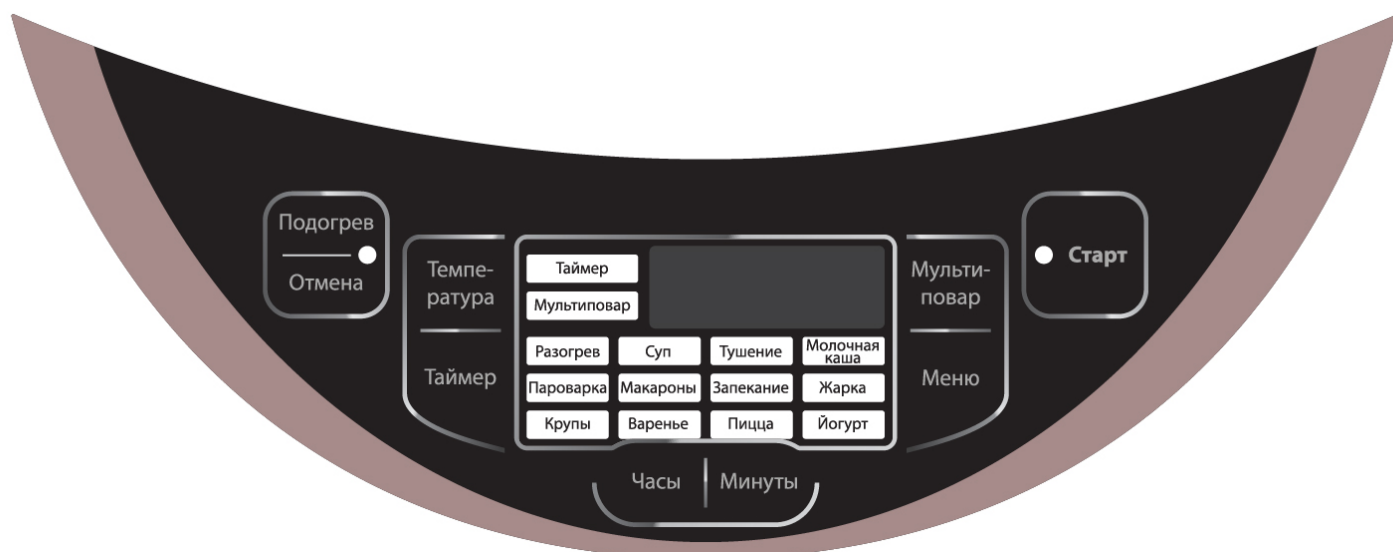 Подогрев
Отмена
Темпе-
ратура
Таймер
Таймер
Мультиповар
Разогрев Суп Тушение Молочная
каша
Пароварка Макароны Запекание Жарка
Крупы Варенье Пицца Йогурт
Мульти-
повар
Меню
Старт
Часы Минуты